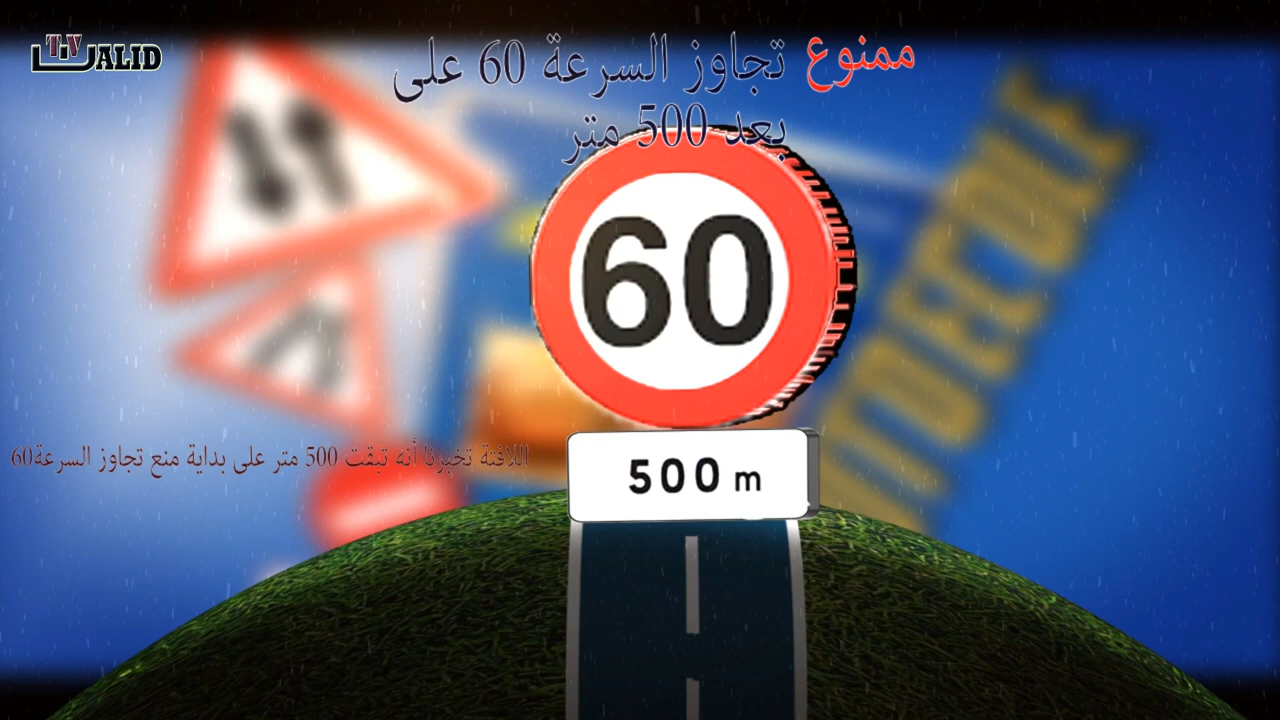 TV WALID
ممنوع تجاوز السرعة 60 على
بعد 500 متر
60
اللافتة تخبرنا أنه تبقت 500 متر على بداية منع تجاوز السرعة60
500 m